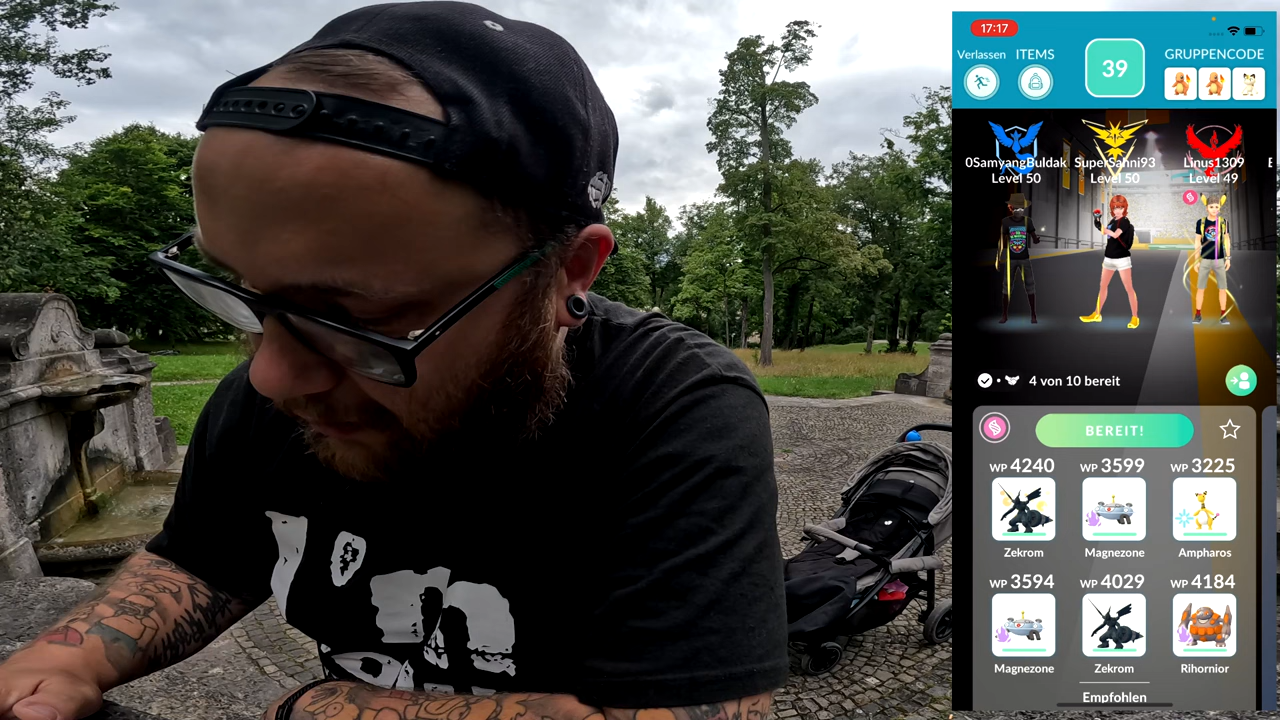 I'm
17:17
Verlassen
ITEMS
39
GRUPPENCODE
0SamyangBuldak
Level 50
SuperSahni93
Level 50
Linus1309
Level 49
4 von 10 bereit
BEREIT!
WP 4240
WP 3599
WP 3225
Zekrom
Magnezone
Ampharos
WP 3594
WP 4029
WP 4184
Magnezone
Zekrom
Rihornior
Empfohlen